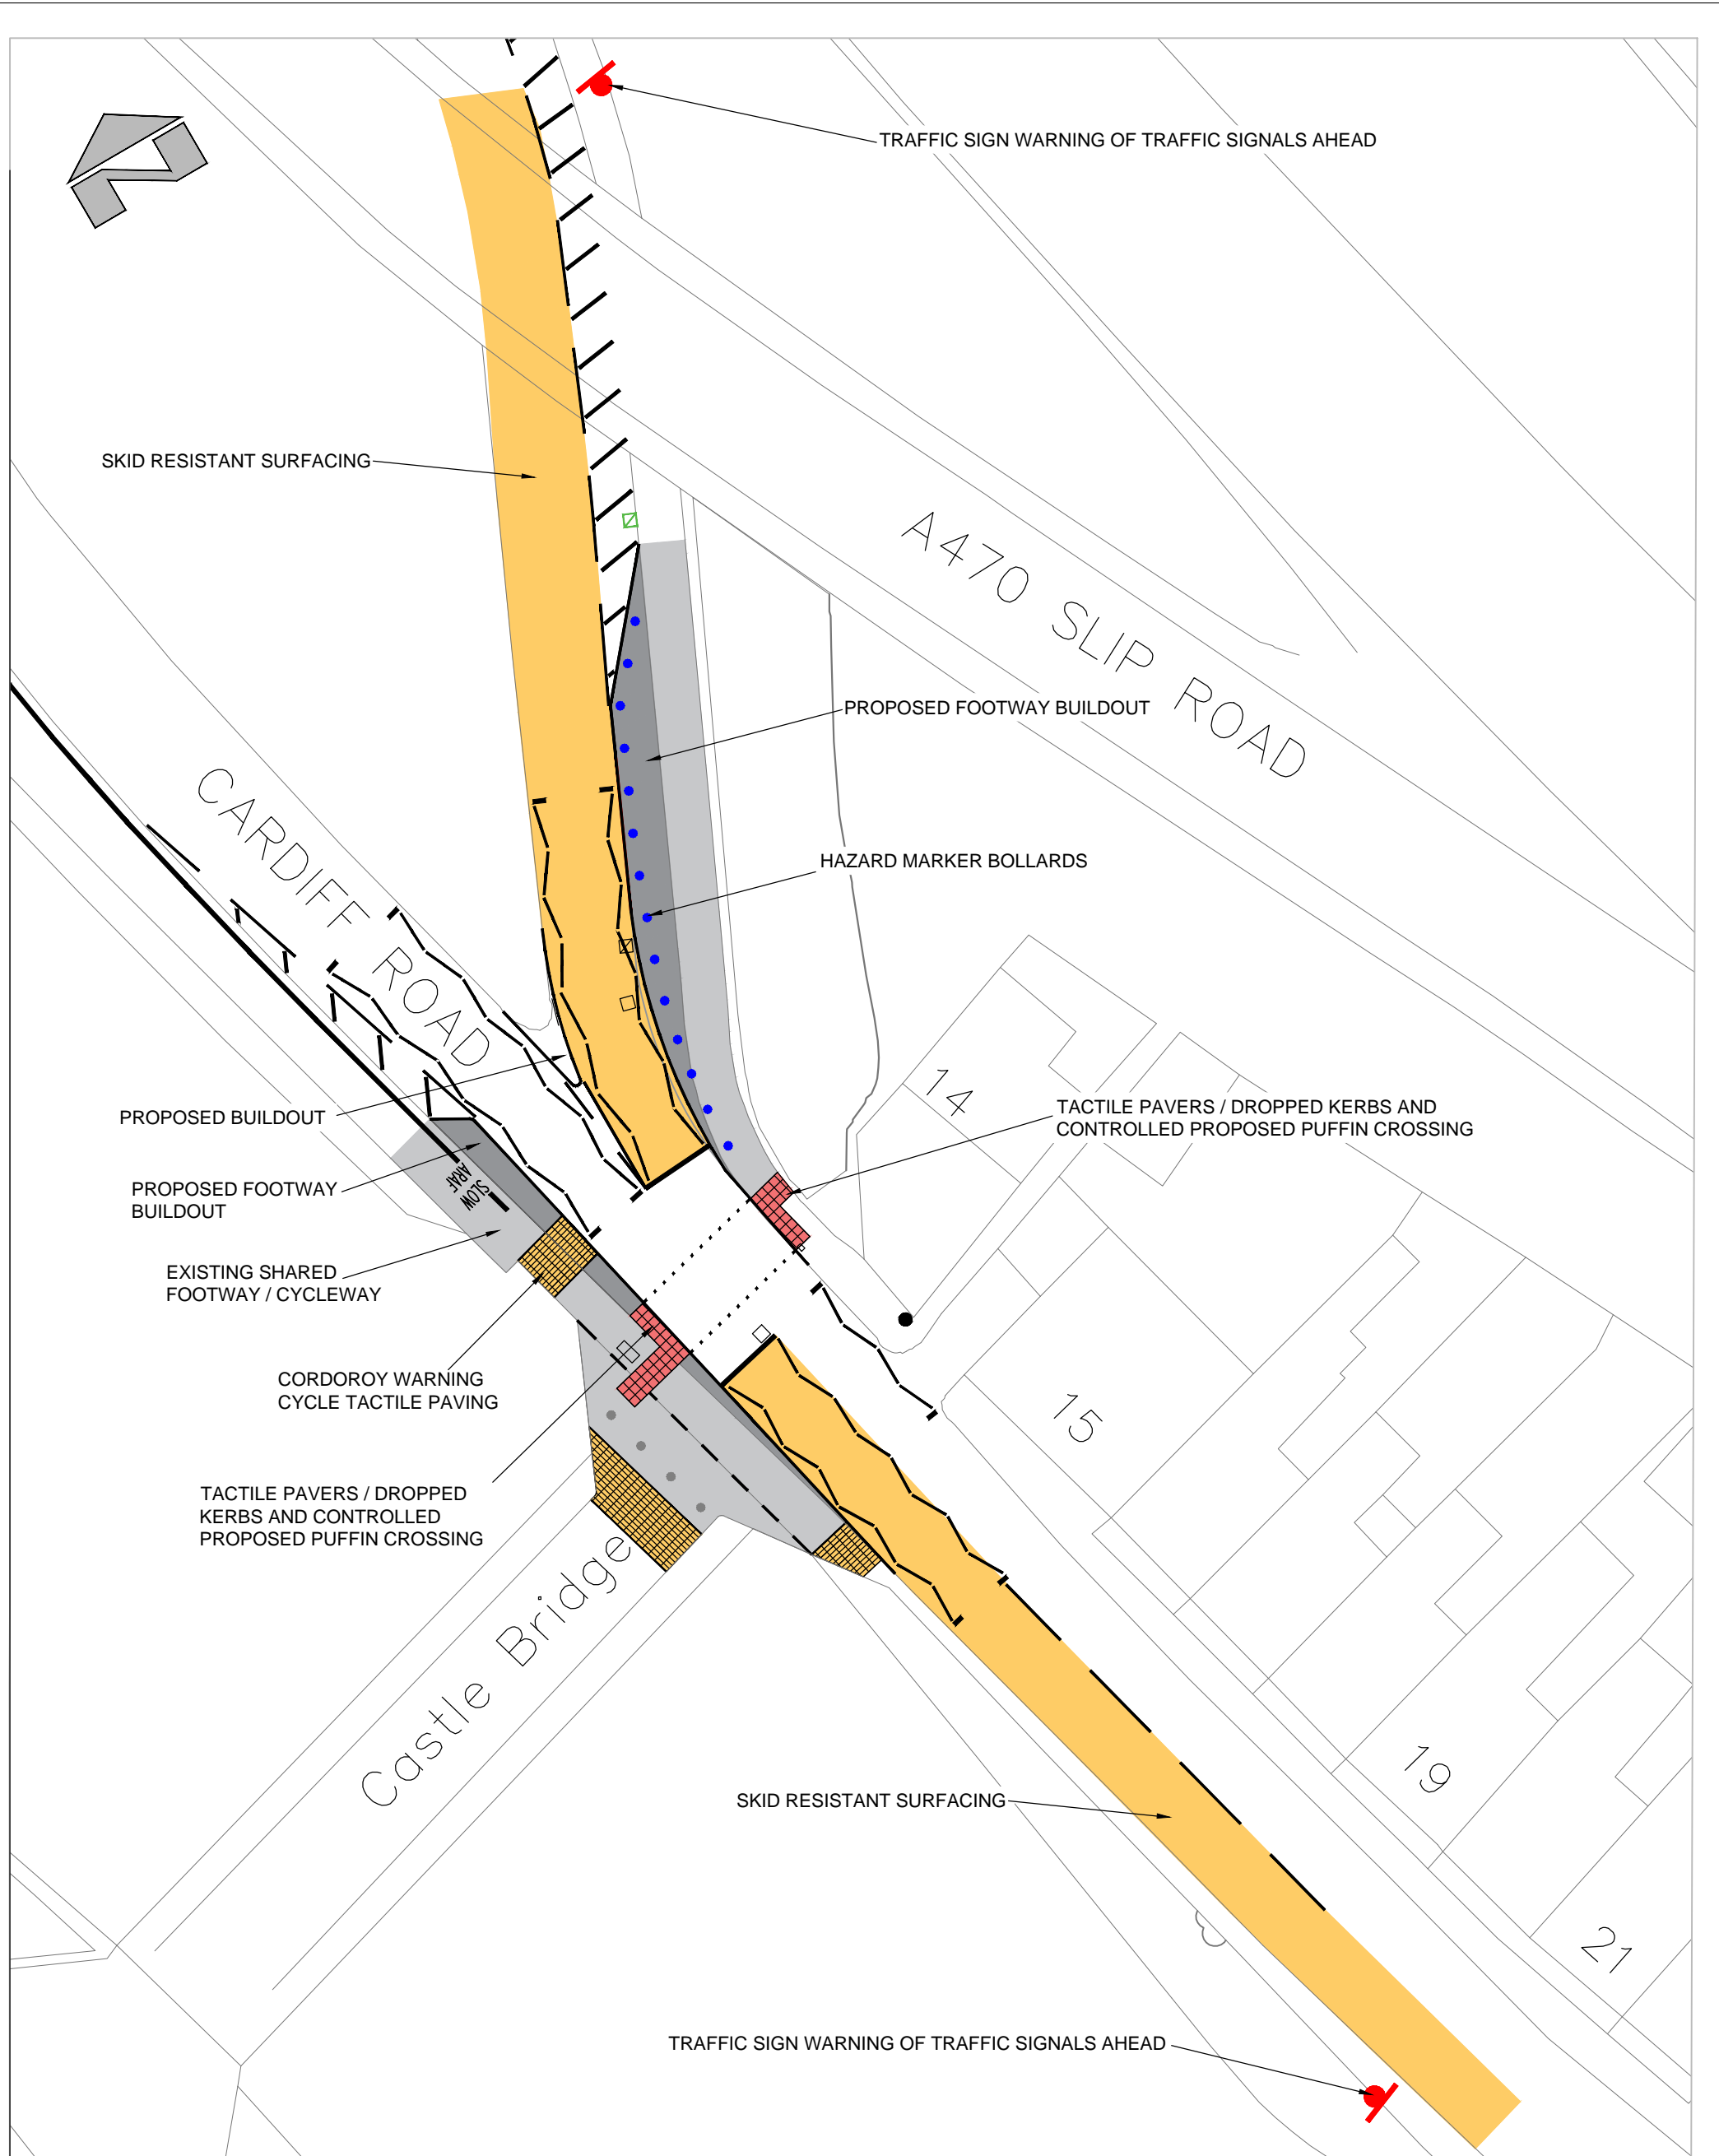 TRAFFIC SIGN WARNING OF TRAFFIC SIGNALS AHEAD
SKID RESISTANT SURFACING
A470 SLIP ROAD
PROPOSED FOOTWAY BUILDOUT
CARDIFF ROAD
HAZARD MARKER BOLLARDS
14
TACTILE PAVERS / DROPPED KERBS AND
CONTROLLED PROPOSED PUFFIN CROSSING
PROPOSED BUILDOUT
PROPOSED FOOTWAY
BUILDOUT
SLOW
ARAF
EXISTING SHARED
FOOTWAY / CYCLEWAY
CORDOROY WARNING
CYCLE TACTILE PAVING
15
TACTILE PAVERS / DROPPED
KERBS AND CONTROLLED
PROPOSED PUFFIN CROSSING
Castle Bridge
19
SKID RESISTANT SURFACING
21
TRAFFIC SIGN WARNING OF TRAFFIC SIGNALS AHEAD